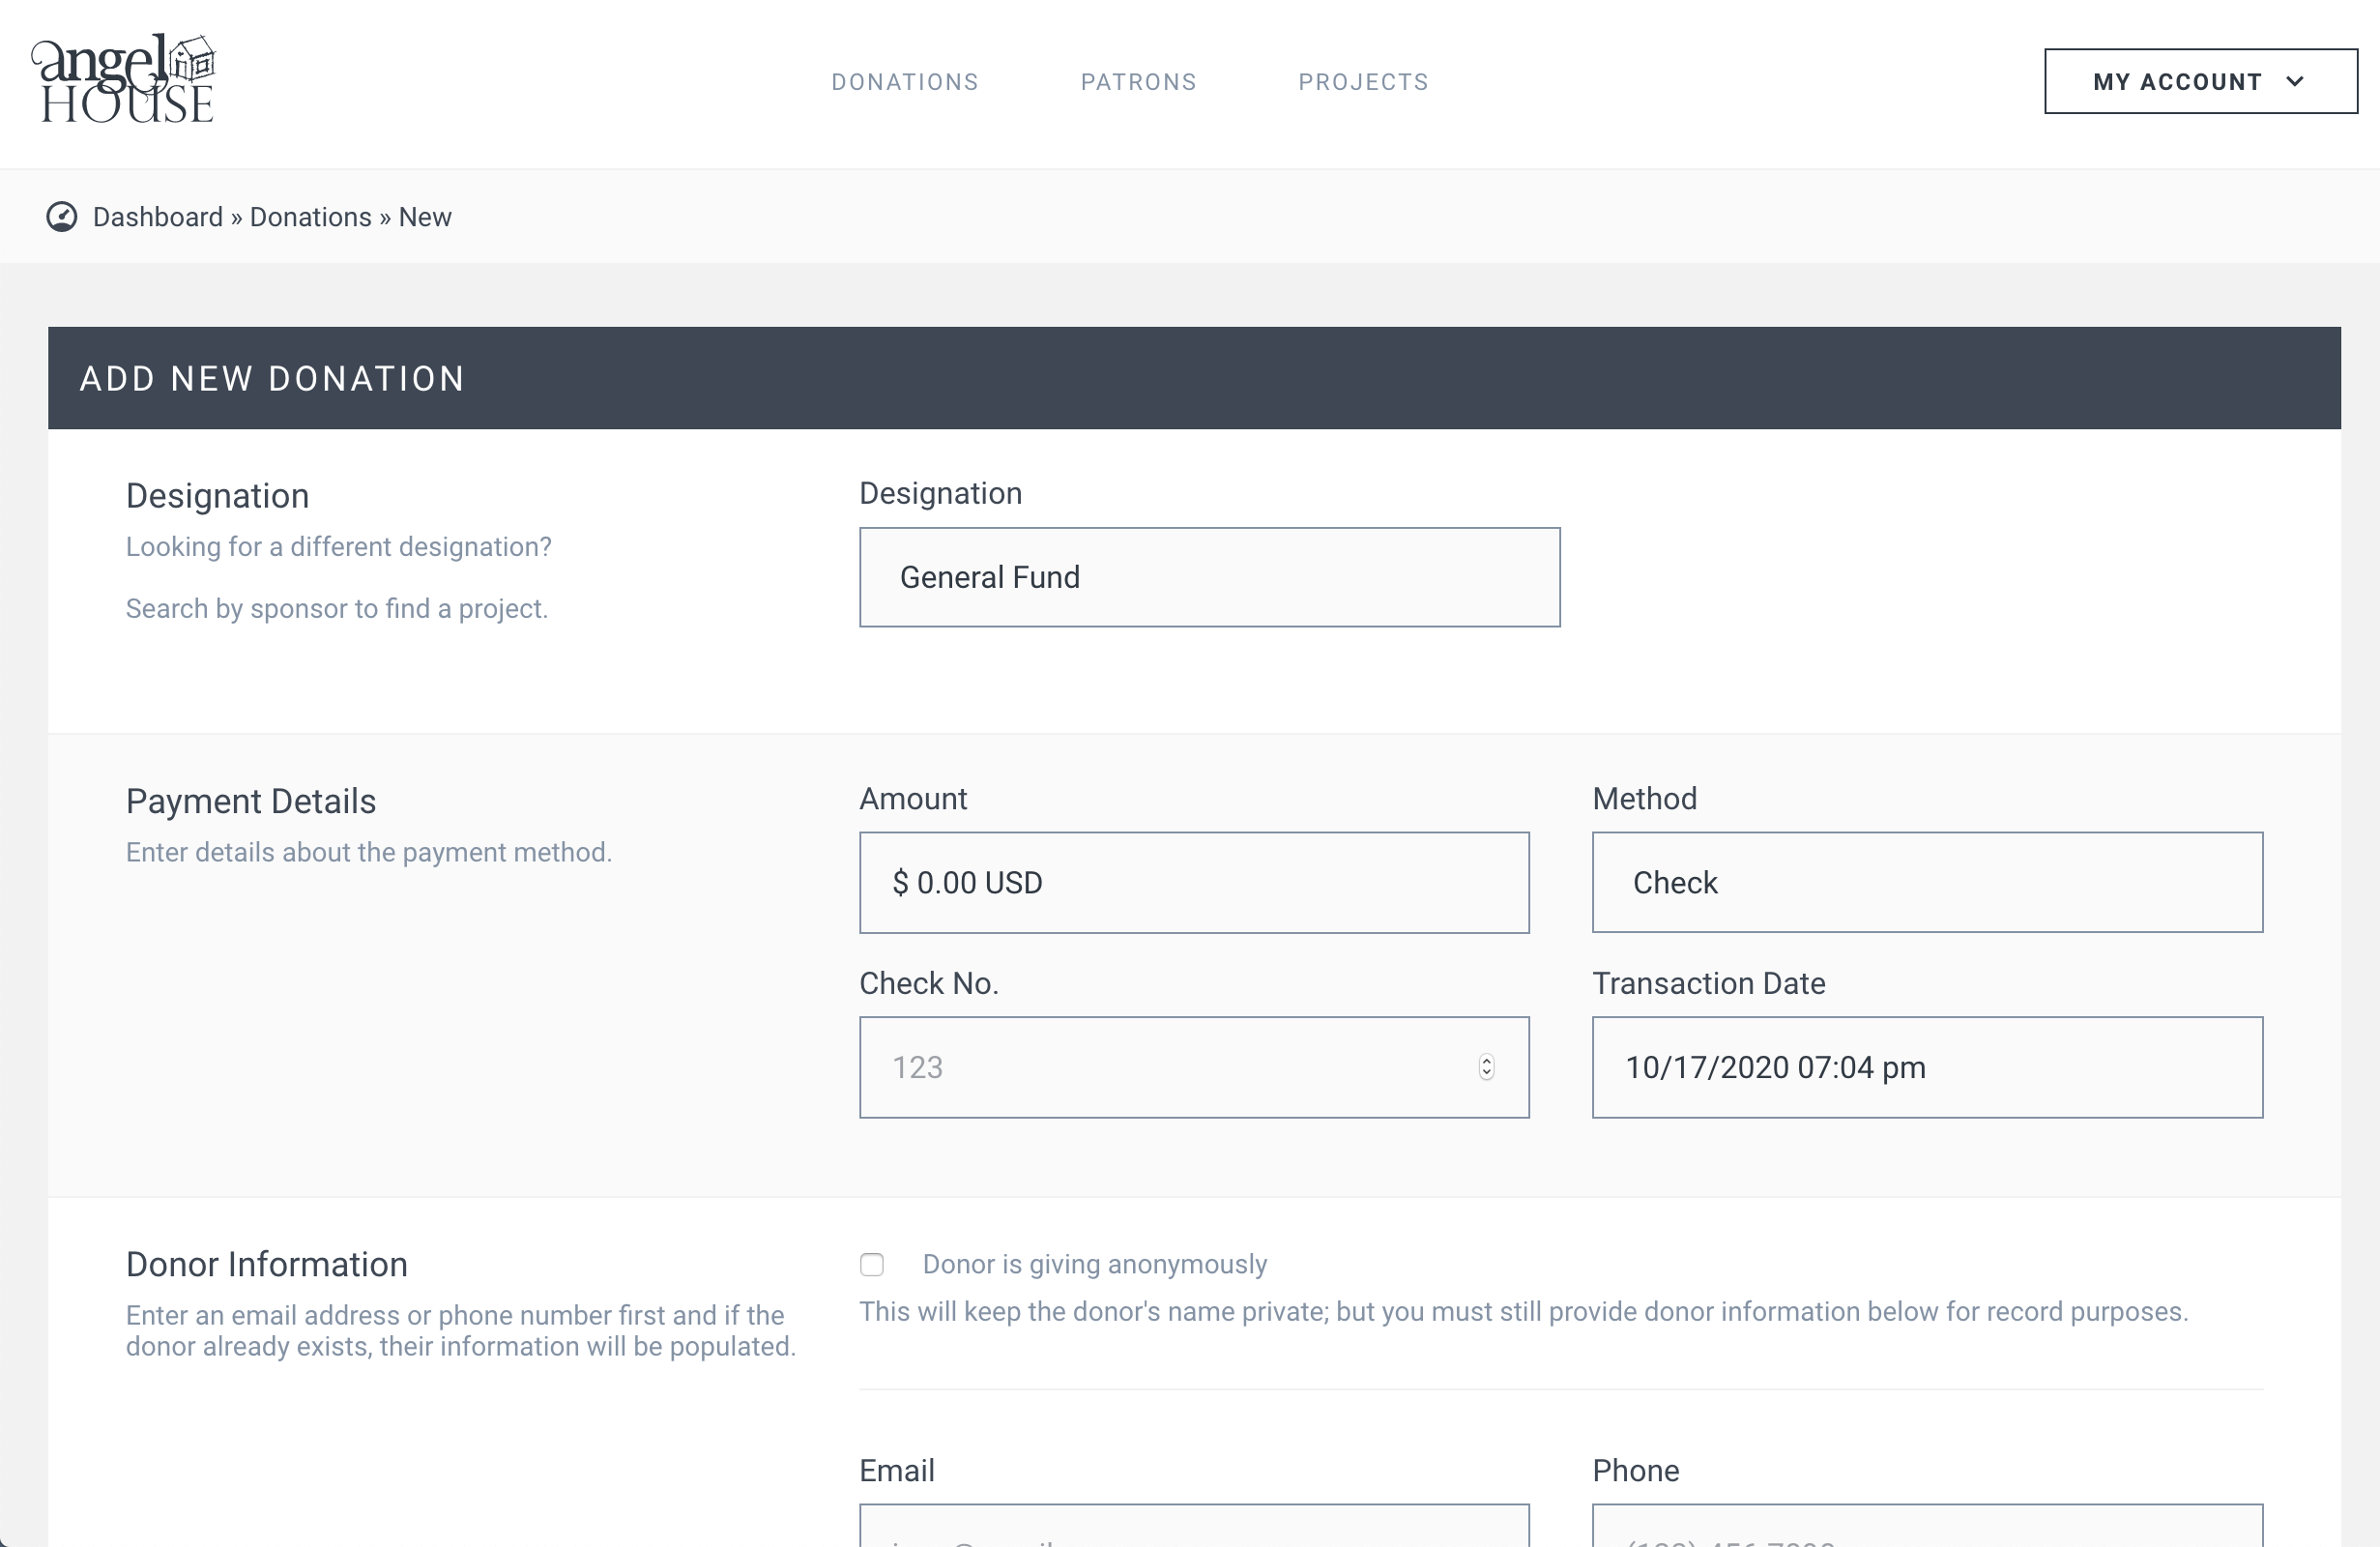 angel
HOUSE
DONATIONS
PATRONS
PROJECTS
MY ACCOUNT
Dashboard » Donations » New
ADD NEW DONATION
Designation
Looking for a different designation?
Search by sponsor to find a project.
Designation
General Fund
Payment Details
Enter details about the payment method.
Amount
$ 0.00 USD
Method
Check
Check No.
123
Transaction Date
10/17/2020 07:04 pm
Donor Information
Enter an email address or phone number first and if the
donor already exists, their information will be populated.
Donor is giving anonymously
This will keep the donor's name private; but you must still provide donor information below for record purposes.
Email
Phone